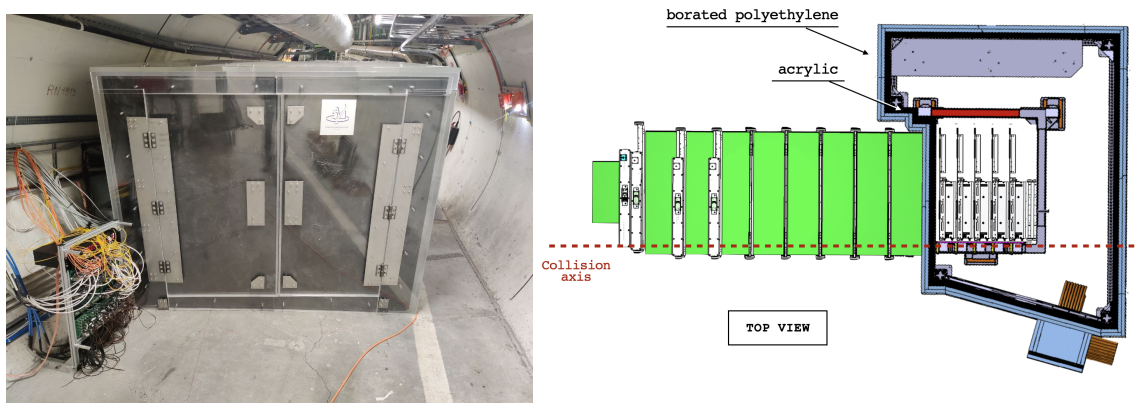 borated polyethylene
acrylic
Collision
axis
TOP VIEW